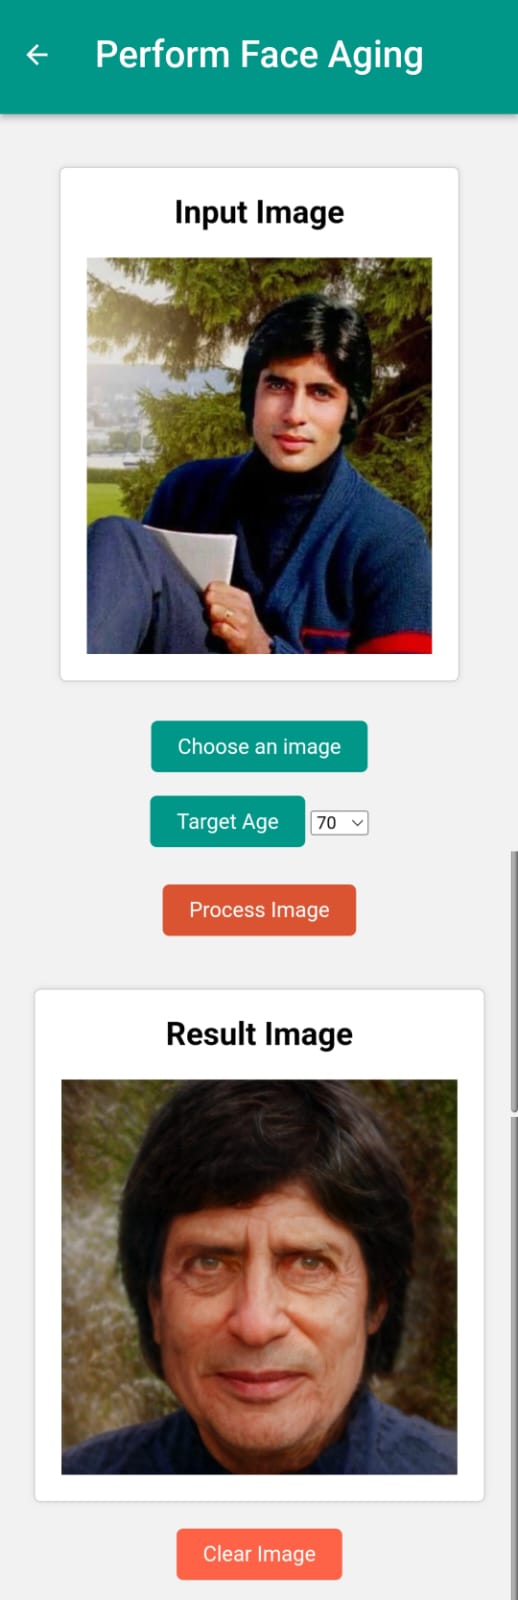 Perform Face Aging
Input Image
Choose an image
Target Age 70
Process Image
Result Image
Clear Image